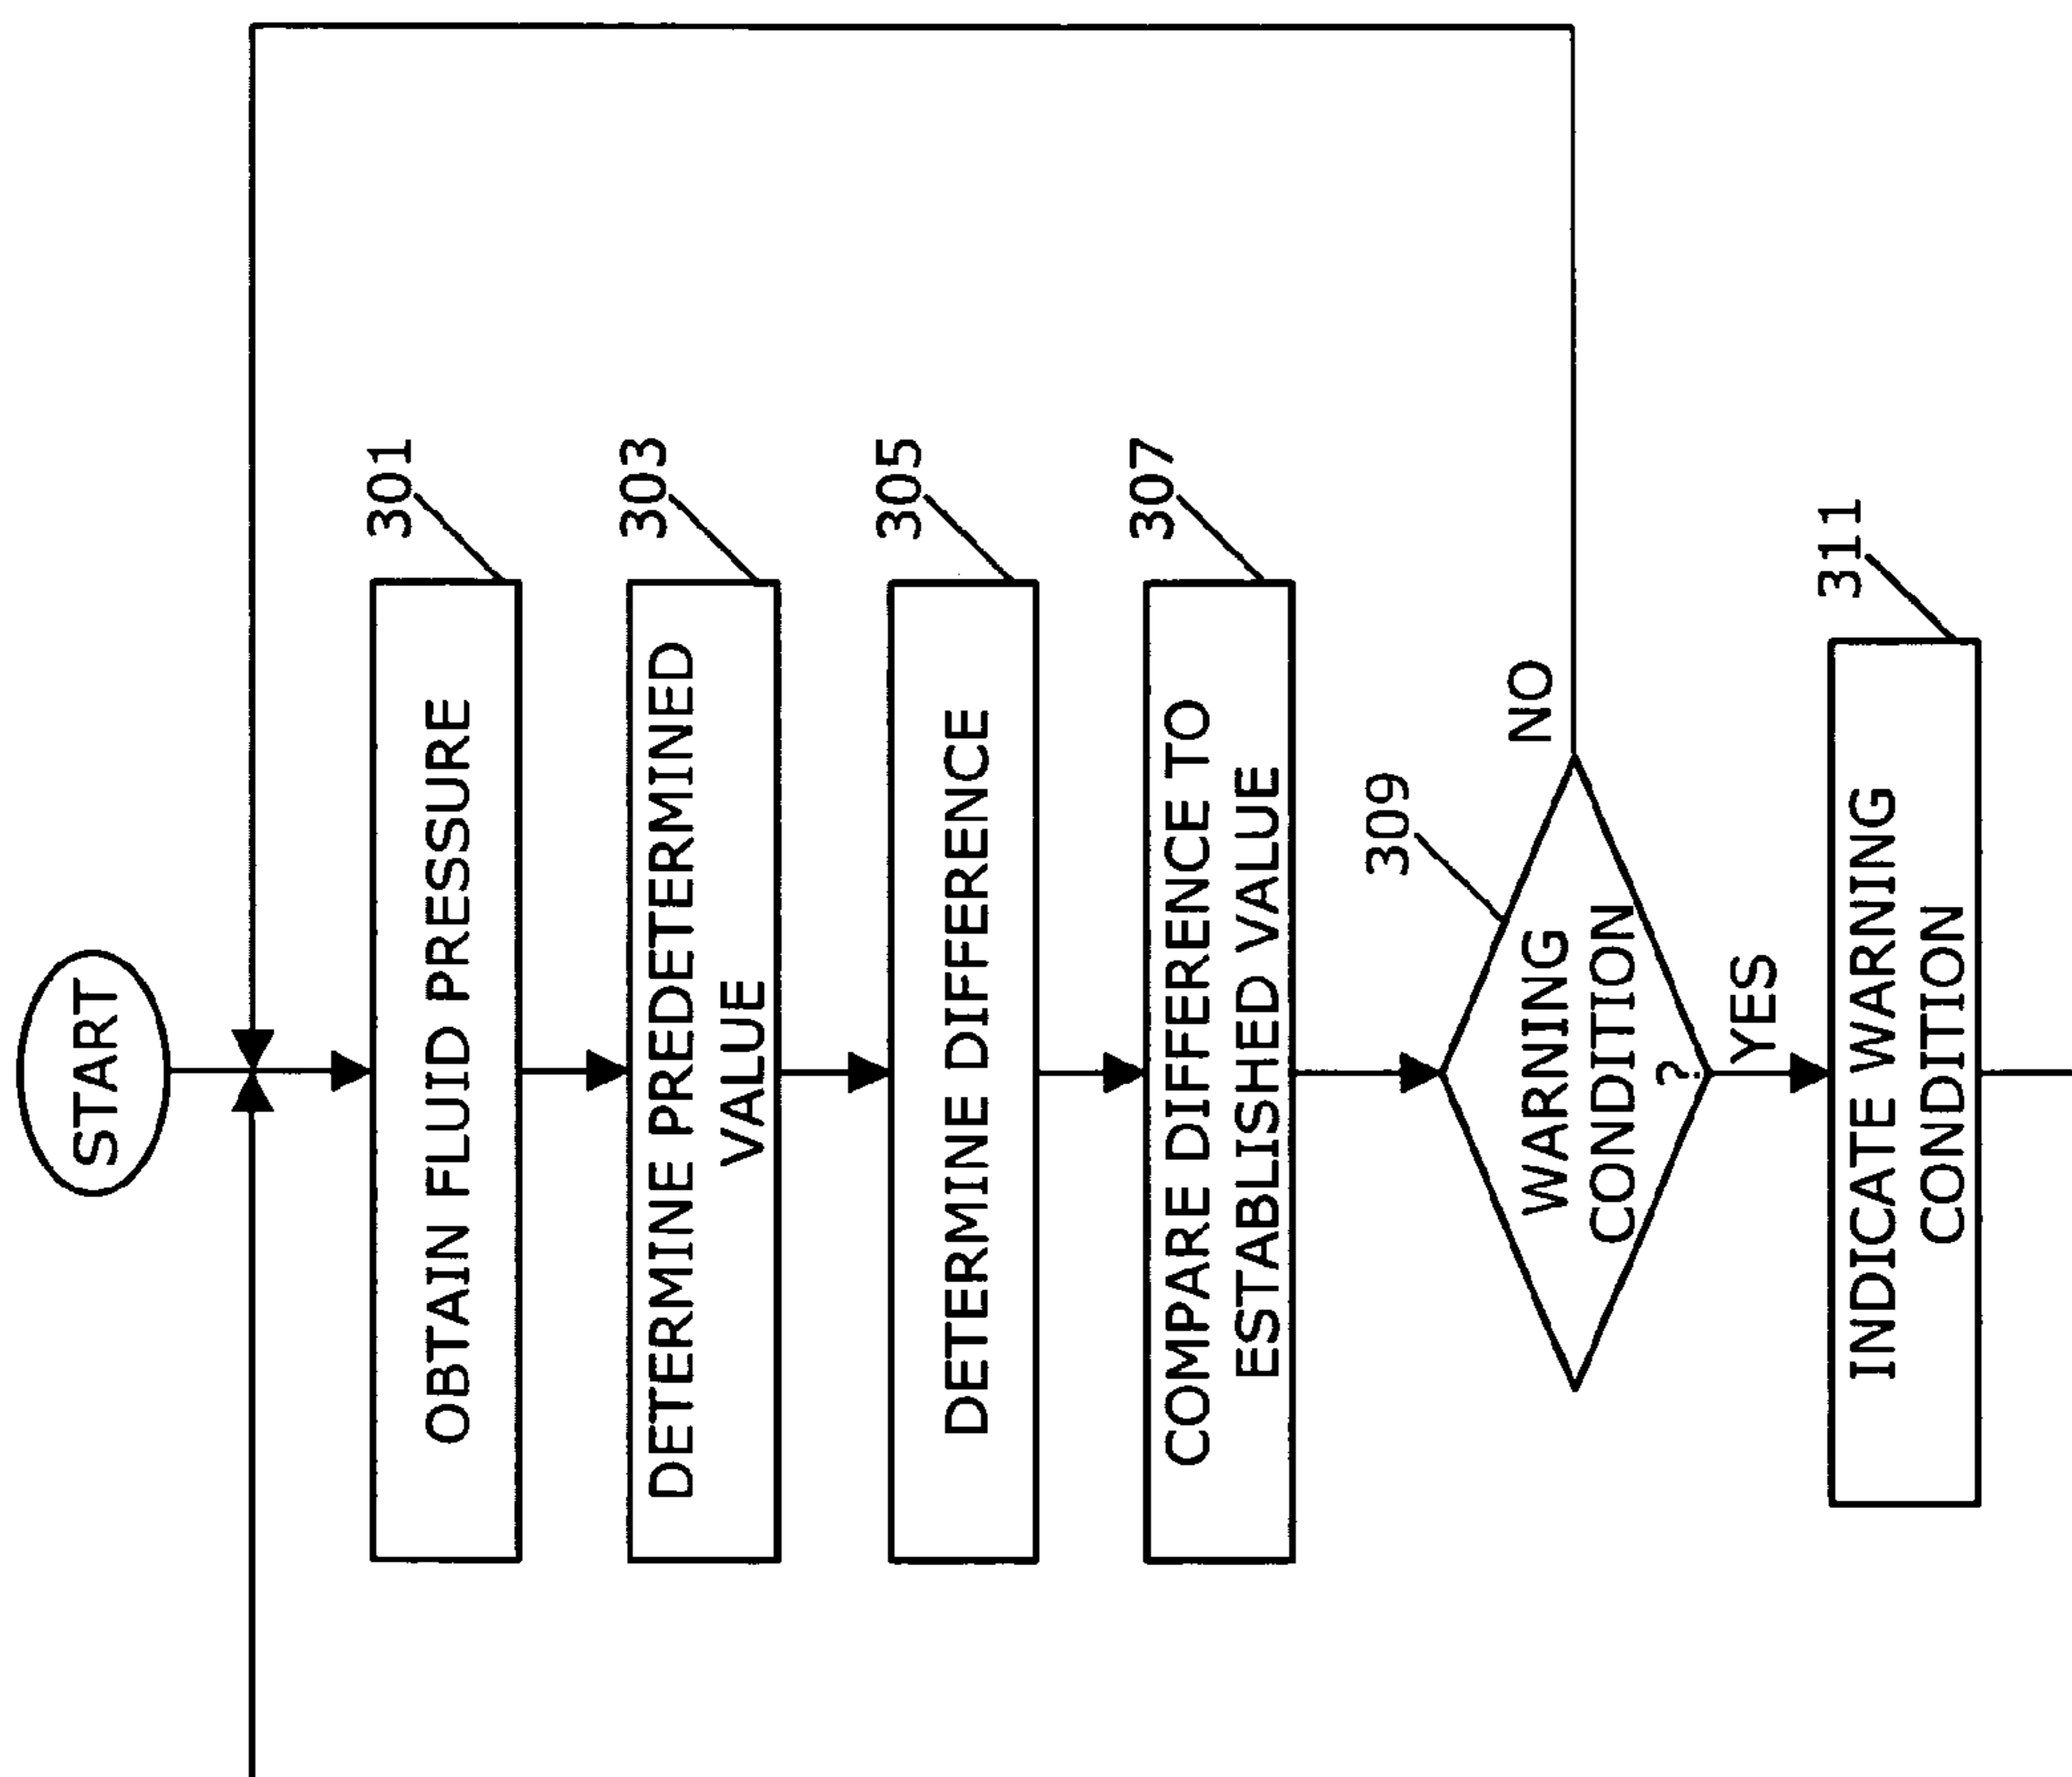 START
301
OBTAIN FLUID PRESSURE
303
DETERMINE PREDETERMINED
VALUE
305
DETERMINE DIFFERENCE
307
COMPARE DIFFERENCE TO
ESTABLISHED VALUE
309
WARNING
CONDITION
?
NO
YES
311
INDICATE WARNING
CONDITION